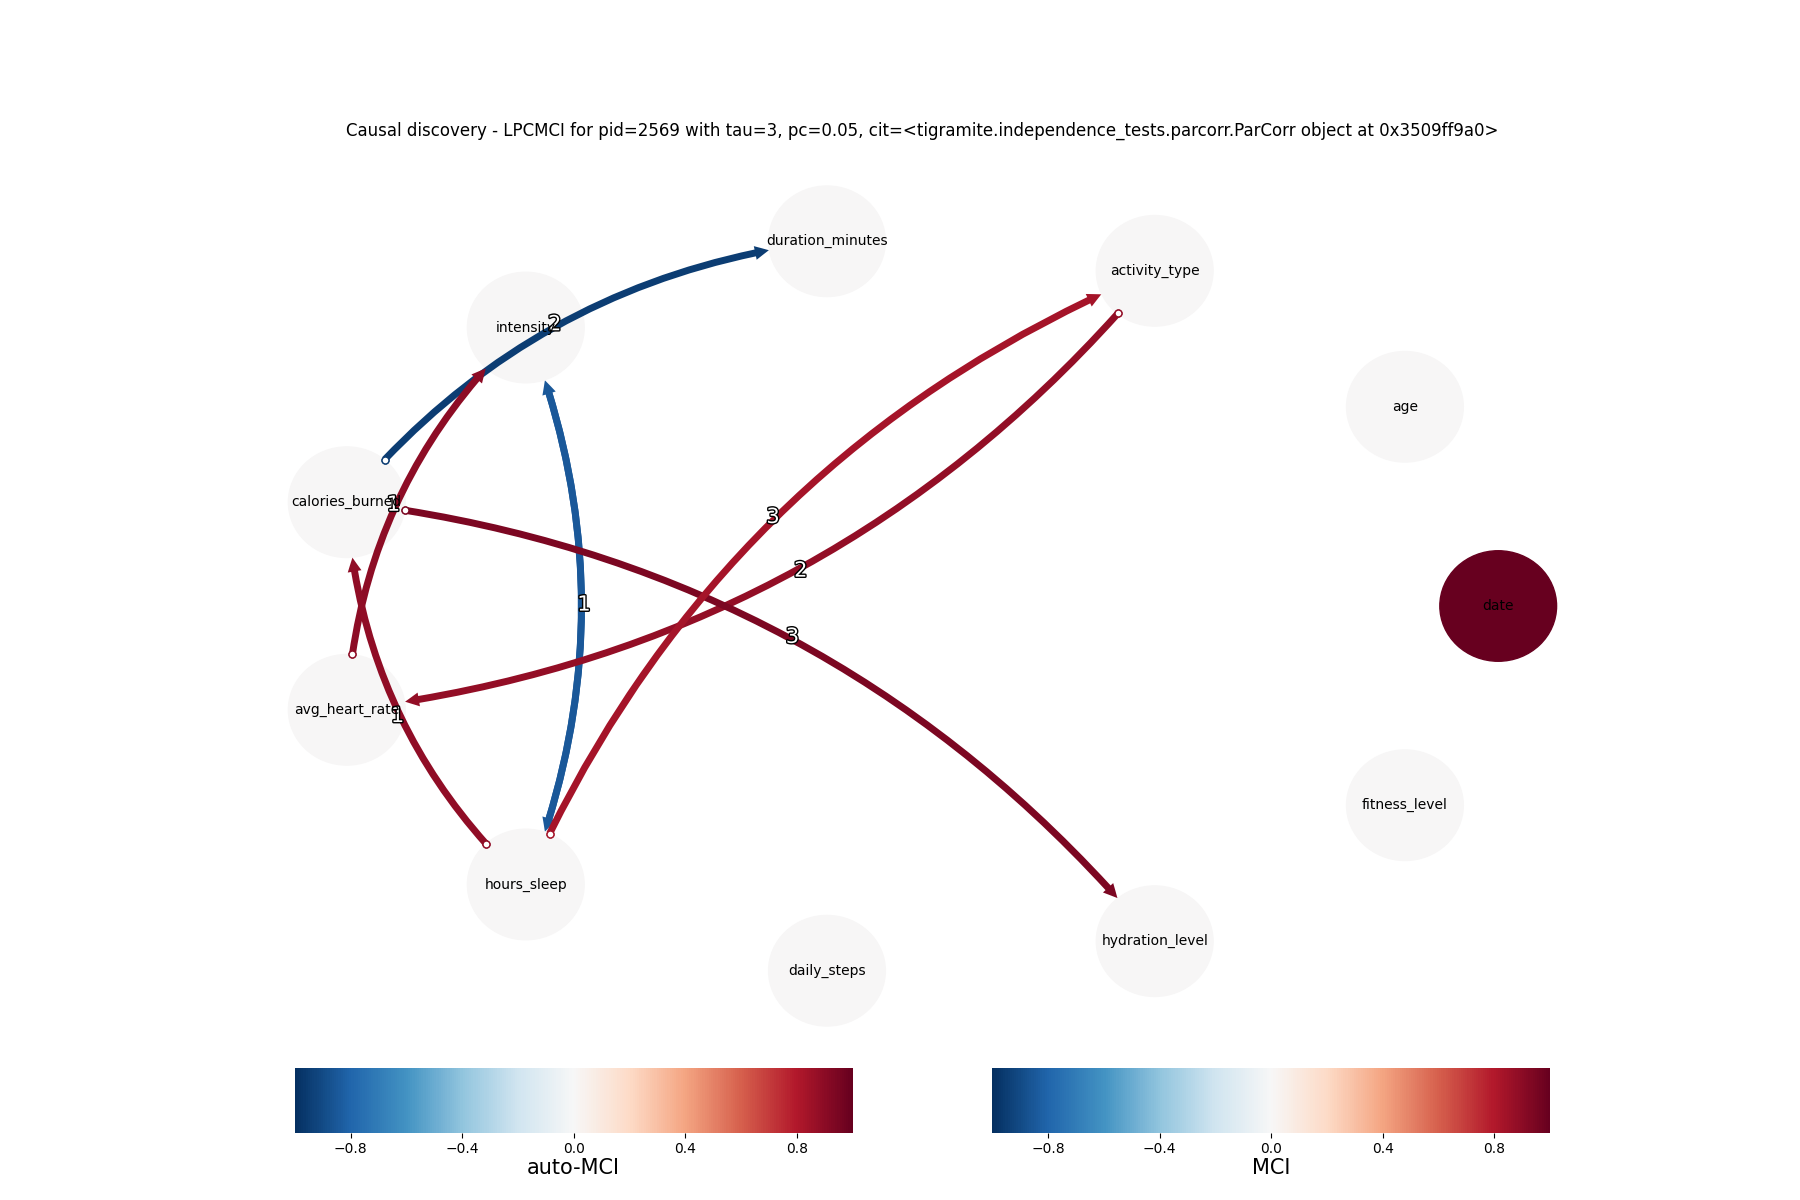 Causal discovery - LPCMCI for pid=2569 with tau=3, pc=0.05, cit=<tigramite.independence_tests.parcorr.ParCorr object at 0x3509ff9a0>
duration_minutes
activity_type
intensity
2
age
calories_burned
1
3
2
1
date
3
avg_heart_rate
1
fitness_level
hours_sleep
hydration_level
daily_steps
−0.8 −0.4 0.0 0.4 0.8
auto-MCI
−0.8 −0.4 0.0 0.4 0.8
MCI